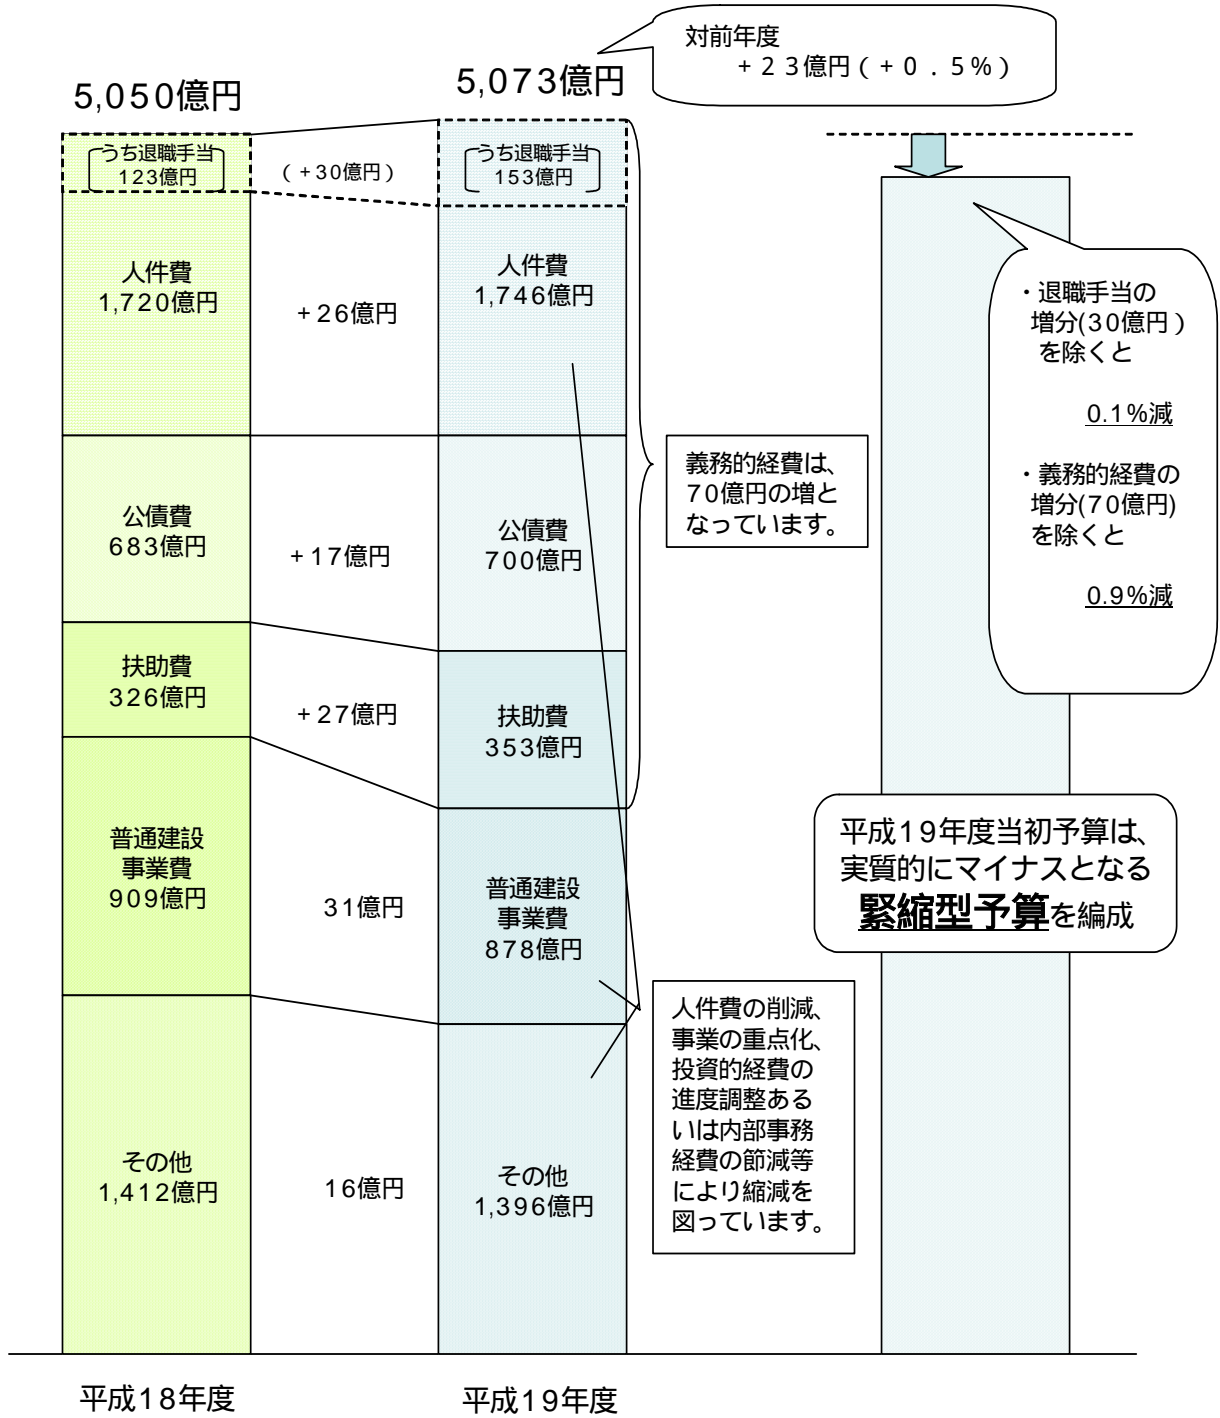 対前年度
+23億円(+0.5%)
5,050億円
5,073億円
うち退職手当
123億円
(+30億円)
うち退職手当
153億円
人件費
1,720億円
+26億円
人件費
1,746億円
・退職手当の
増分(30億円)
を除くと
0.1%減
・義務的経費の
増分(70億円)
を除くと
0.9%減
義務的経費は、
70億円の増と
なっています。
公債費
683億円
+17億円
公債費
700億円
扶助費
326億円
+27億円
扶助費
353億円
普通建設
事業費
909億円
31億円
普通建設
事業費
878億円
平成19年度当初予算は、
実質的にマイナスとなる
緊縮型予算を編成
人件費の削減、
事業の重点化、
投資的経費の
進度調整ある
いは内部事務
経費の節減等
により縮減を
図っています。
その他
1,412億円
16億円
その他
1,396億円
平成18年度
平成19年度